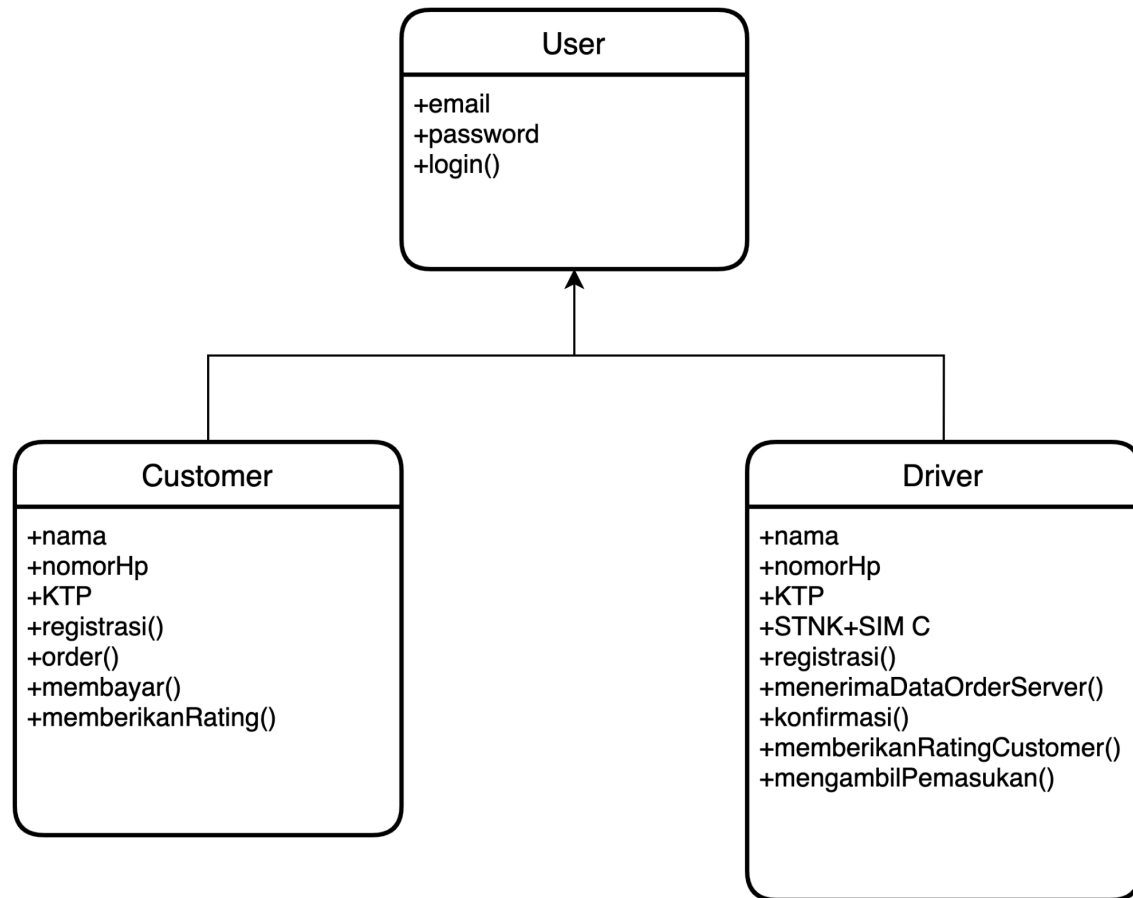 User
+email
+password
+login()
Customer
+nama
+nomorHp
+KTP
+registrasi()
+order()
+membayar()
+memberikanRating()
Driver
+nama
+nomorHp
+KTP
+STNK+SIM C
+registrasi()
+menerimaDataOrderServer()
+konfirmasi()
+memberikanRatingCustomer()
+mengambilPemasukan()